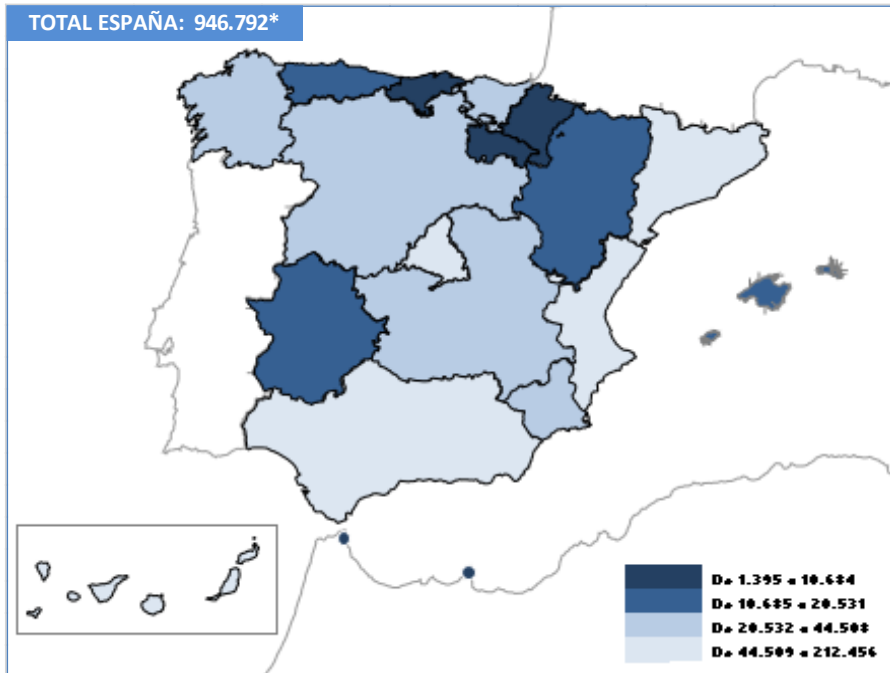 TOTAL ESPAÑA: 946.792*
De 1.395 a 10.684
De 10.685 a 20.531
De 20.532 a 44.508
De 44.509 a 212.456